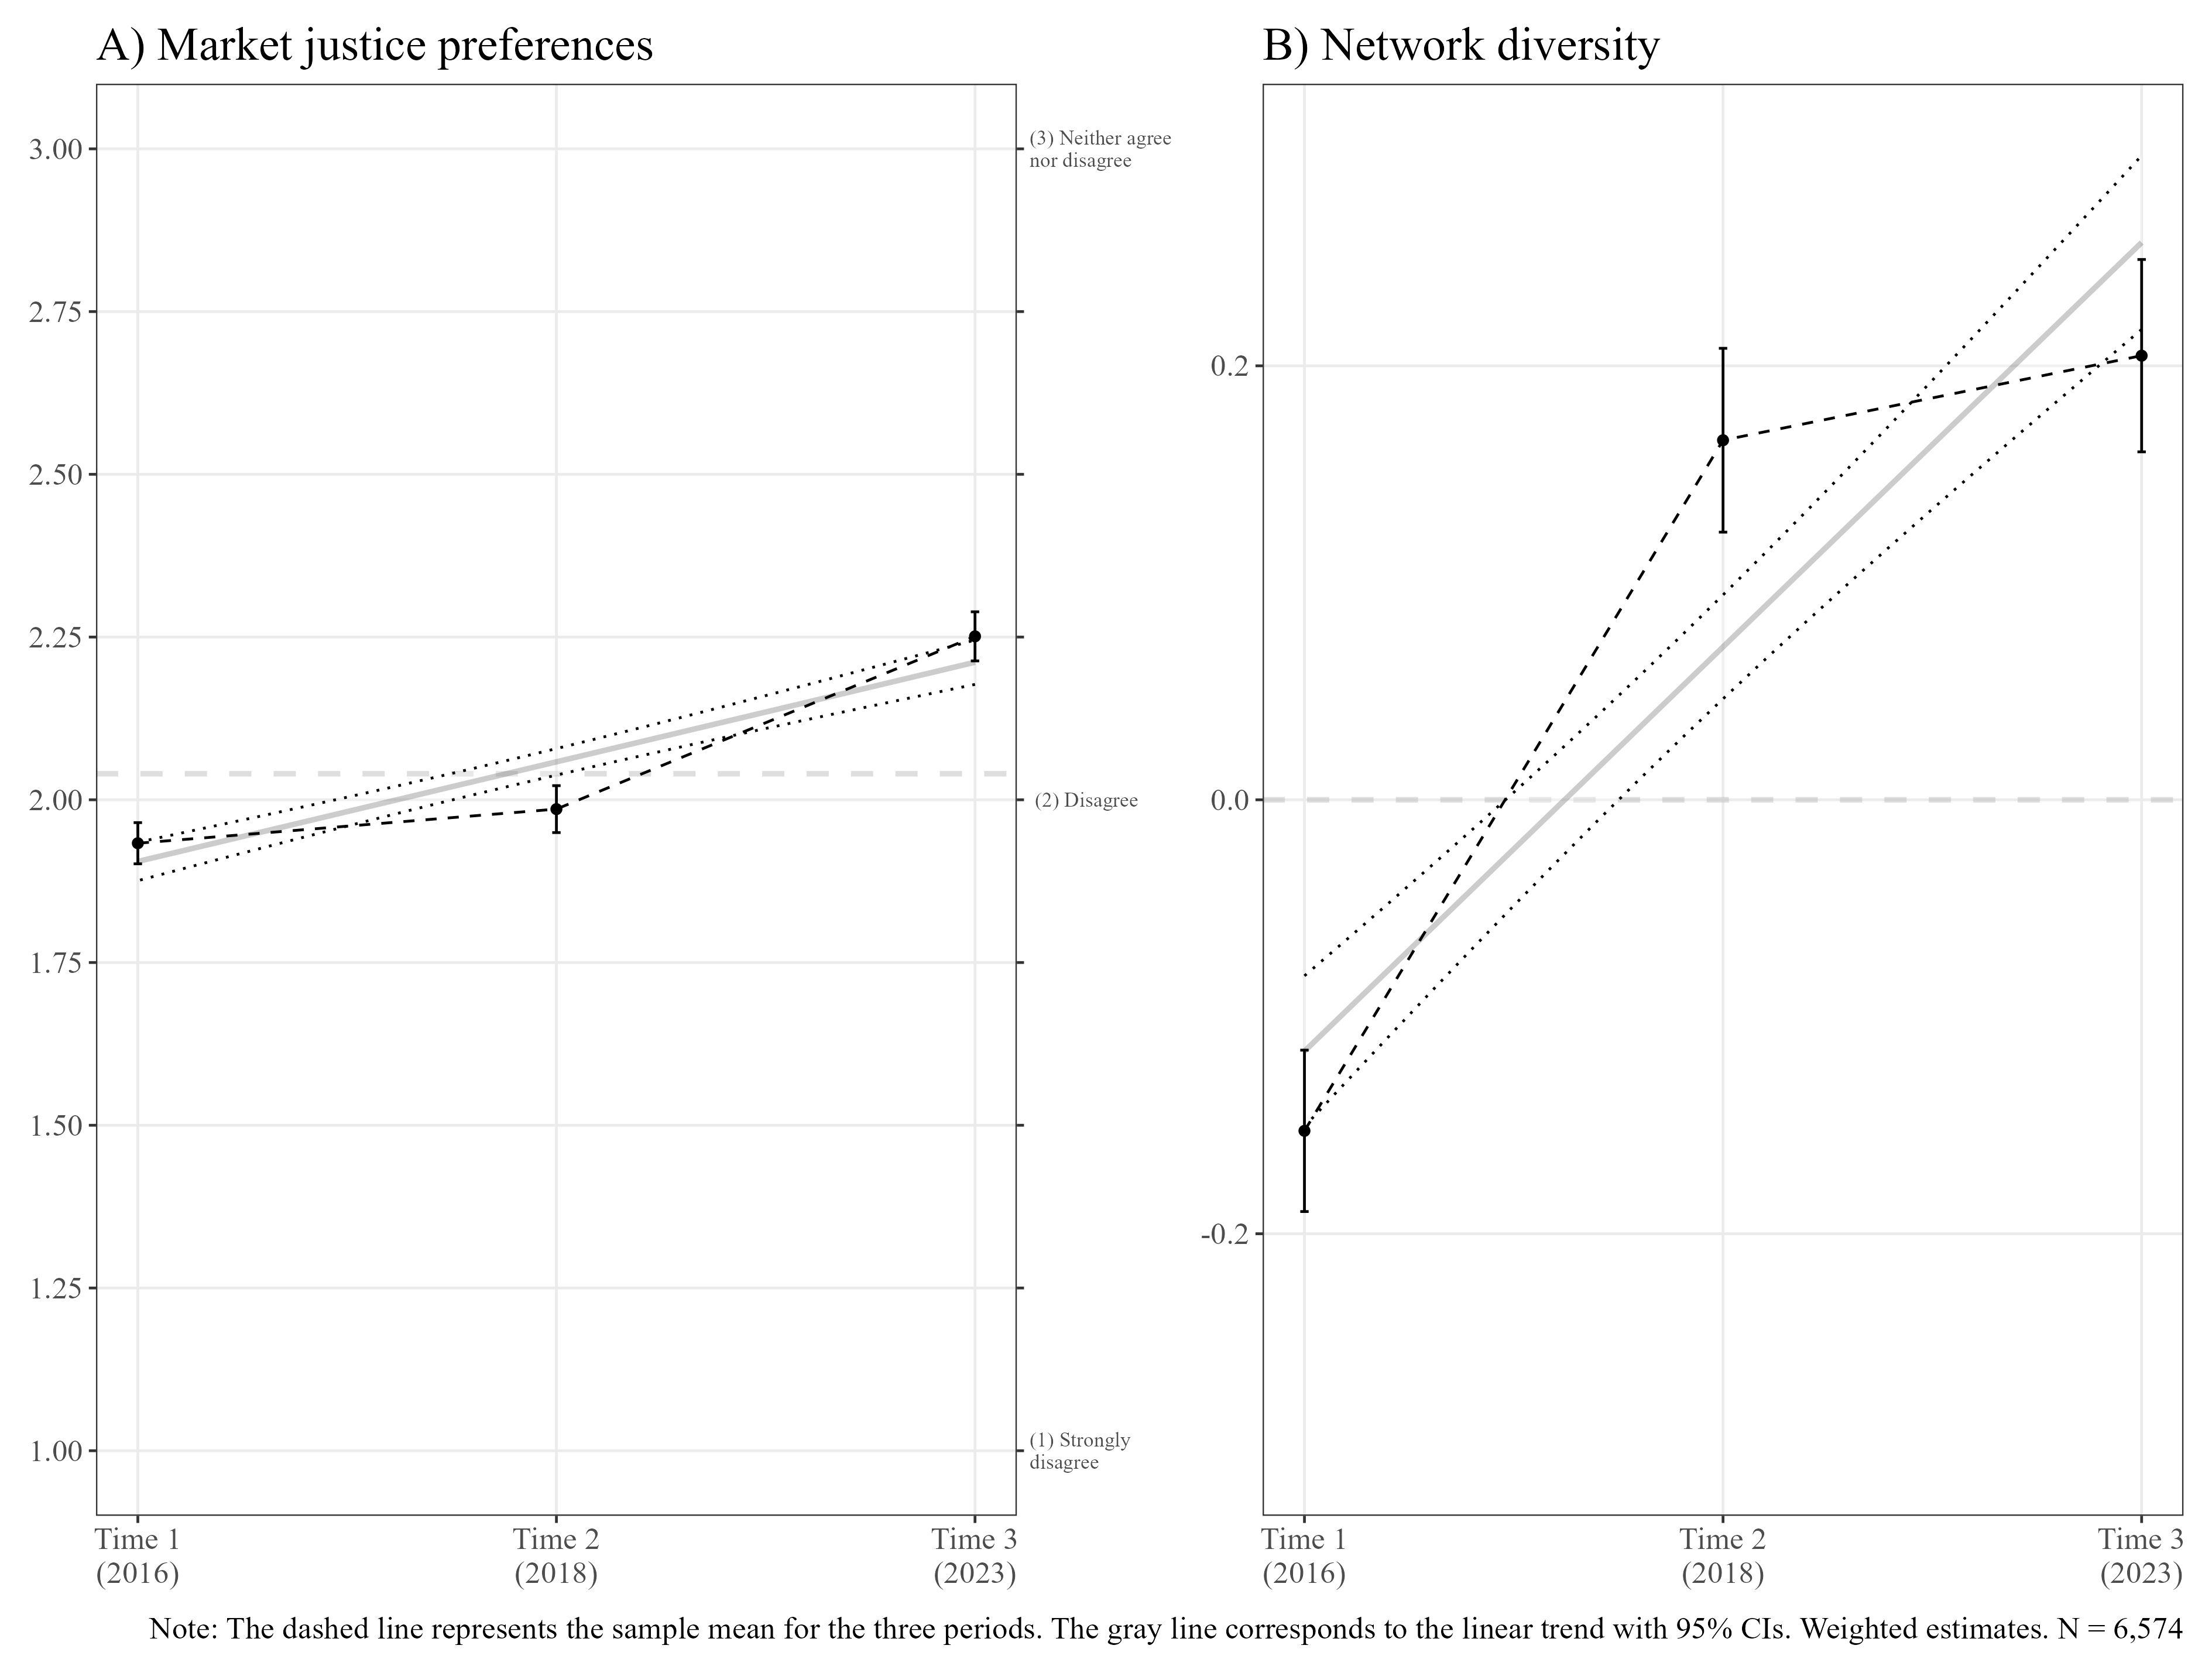 A) Market justice preferences
3.00
2.75
2.50
2.25
2.00
1.75
1.50
1.25
1.00
(3) Neither agree
nor disagree
(2) Disagree
(1) Strongly
disagree
Time 1
(2016)
Time 2
(2018)
Time 3
(2023)
B) Network diversity
0.2
0.0
-0.2
Time 1
(2016)
Time 2
(2018)
Time 3
(2023)
Note: The dashed line represents the sample mean for the three periods. The gray line corresponds to the linear trend with 95% CIs. Weighted estimates. N = 6,574